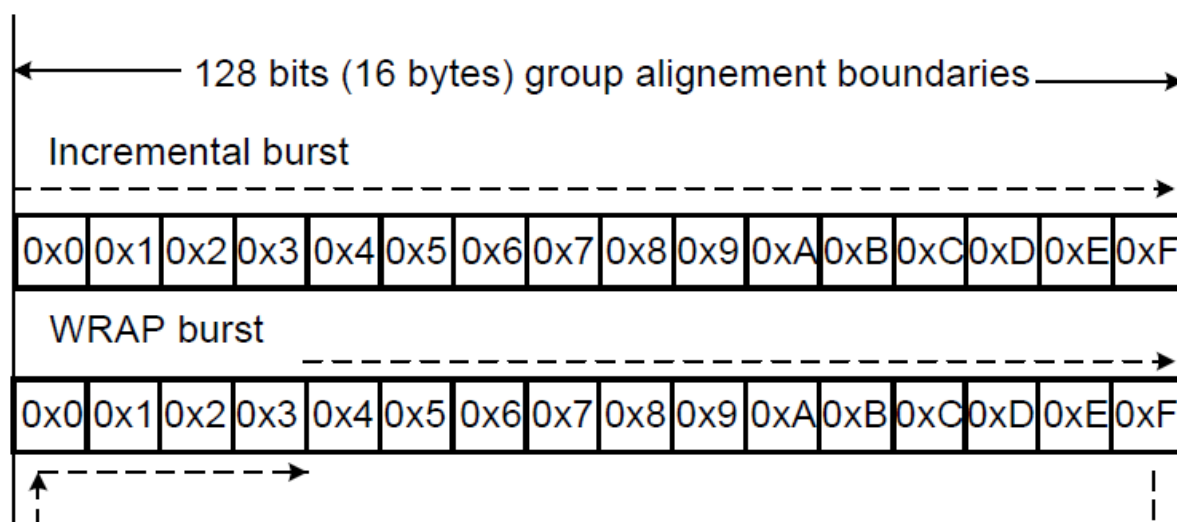 128 bits (16 bytes) group alignement boundaries
Incremental burst
0x0 0x1 0x2 0x3 0x4 0x5 0x6 0x7 0x8 0x9 0xA 0xB 0xC 0xD 0xE 0xF
WRAP burst
0x0 0x1 0x2 0x3 0x4 0x5 0x6 0x7 0x8 0x9 0xA 0xB 0xC 0xD 0xE 0xF